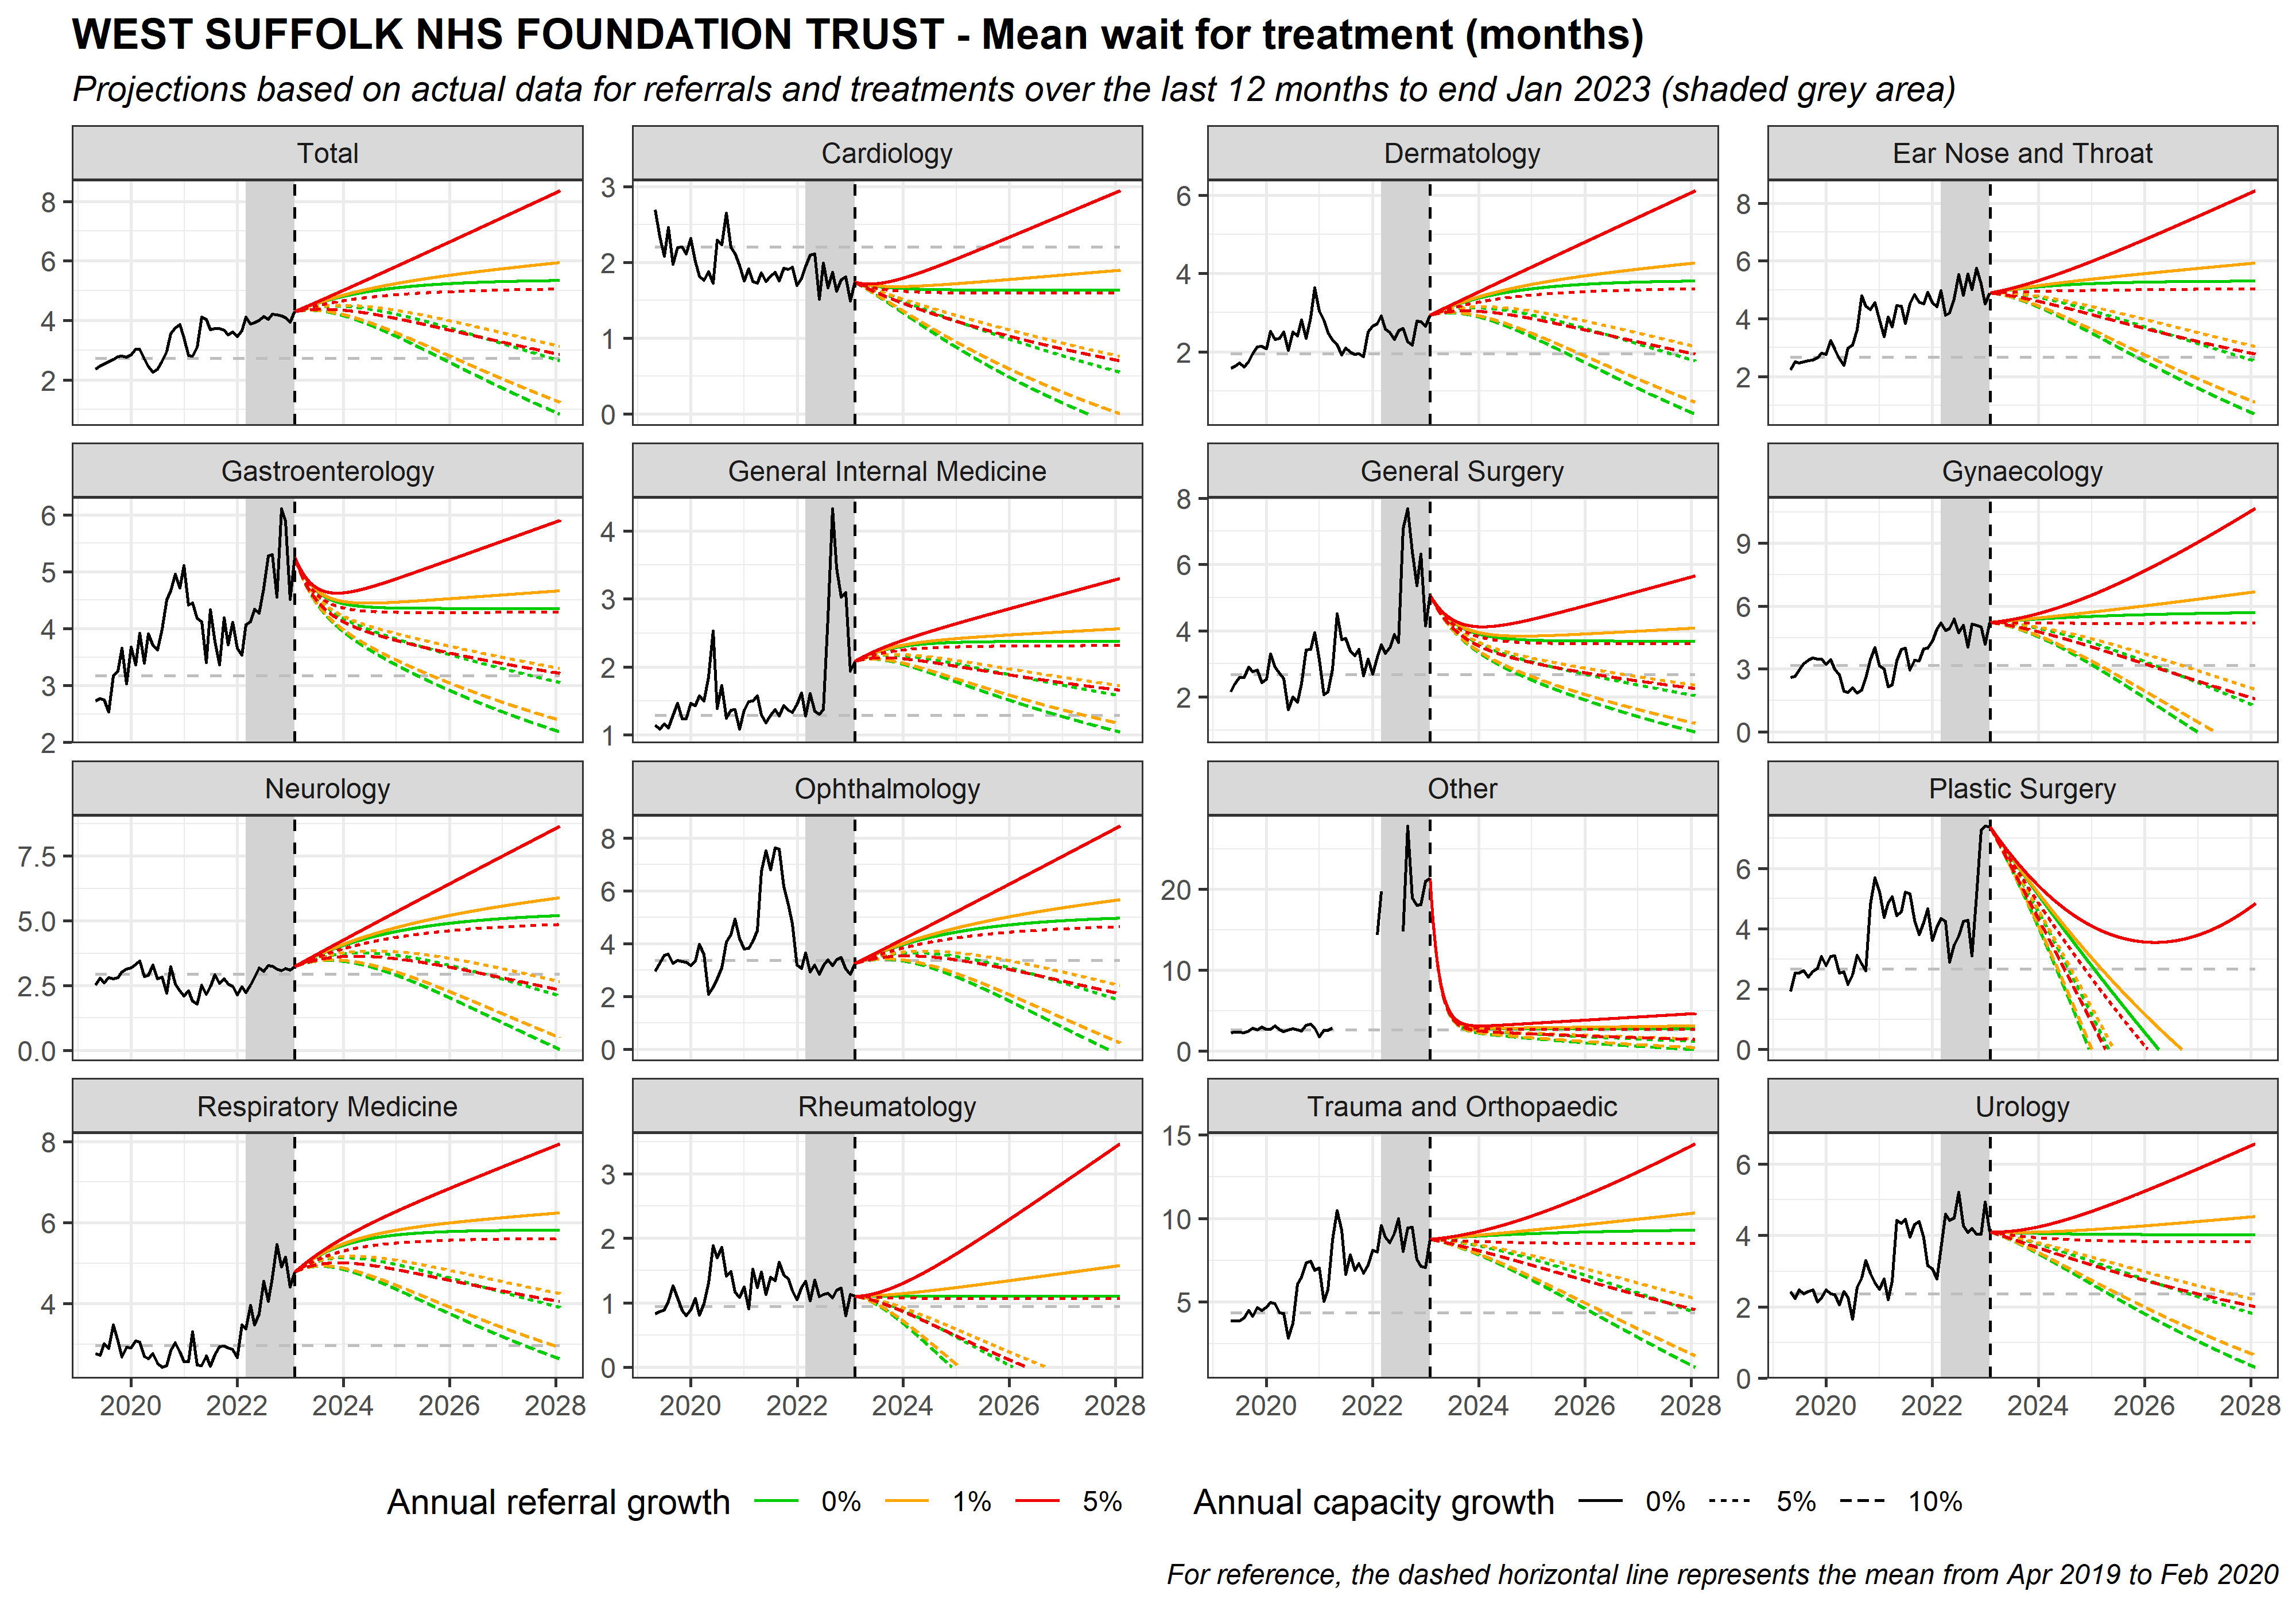 WEST SUFFOLK NHS FOUNDATION TRUST - Mean wait for treatment (months)
Projections based on actual data for referrals and treatments over the last 12 months to end Jan 2023 (shaded grey area)
Total Cardiology Dermatology Ear Nose and Throat
8 6 4 2
3 2 1 0
6 4 2
8 6 4 2
Gastroenterology General Internal Medicine General Surgery Gynaecology
6 5 4 3 2
4 3 2 1
8 6 4 2
9 6 3 0
Neurology Ophthalmology Other Plastic Surgery
7.5 5.0 2.5 0.0
8 6 4 2 0
20 10 0
6 4 2 0
Respiratory Medicine Rheumatology Trauma and Orthopaedic Urology
8 6 4
3 2 1 0
15 10 5
6 4 2 0
2020 2022 2024 2026 2028 2020 2022 2024 2026 2028 2020 2022 2024 2026 2028 2020 2022 2024 2026 2028
Annual referral growth 0% 1% 5% Annual capacity growth 0% 5% 10%
For reference, the dashed horizontal line represents the mean from Apr 2019 to Feb 2020